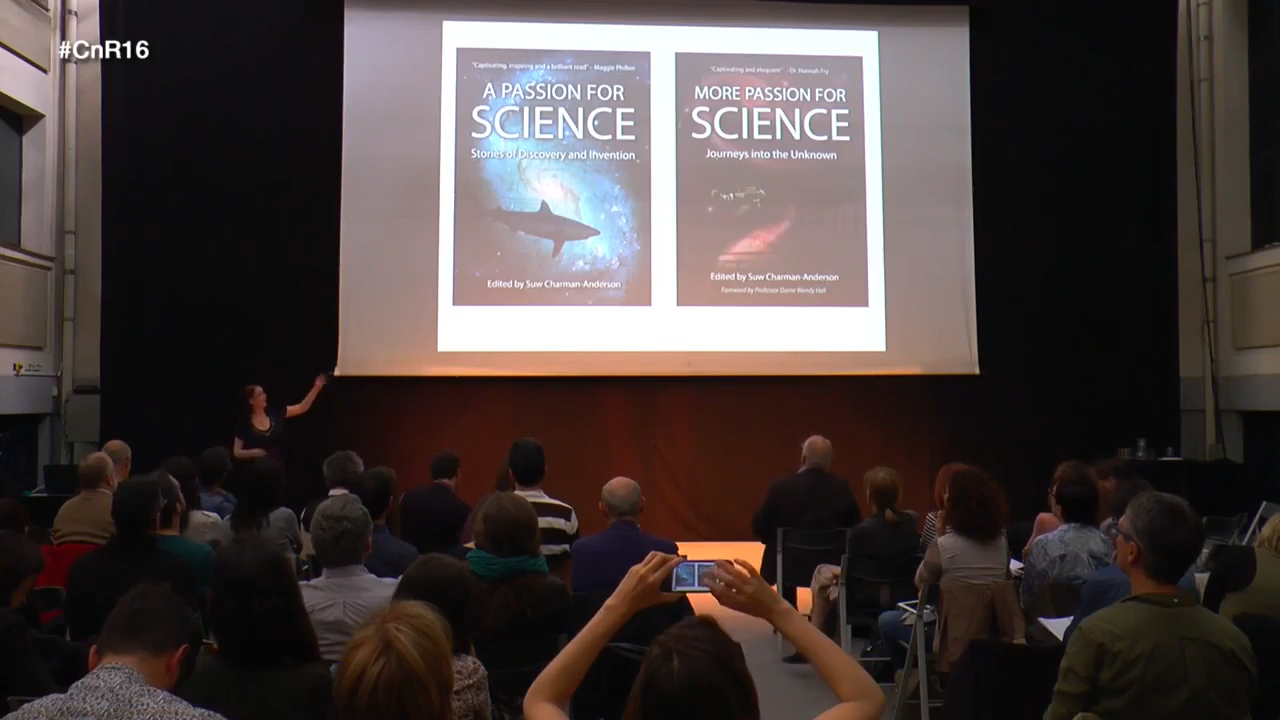 #CnR16
"Captivating, inspiring and a brilliant read" - Maggie Philbin
A PASSION FOR
SCIENCE
Stories of Discovery and Invention
Edited by Suw Charman-Anderson
"Captivating and eloquent" - Dr. Hannah Fry
MORE PASSION FOR
SCIENCE
Journeys into the Unknown
Edited by Suw Charman-Anderson
Foreword by Professor Dame Wendy Hall